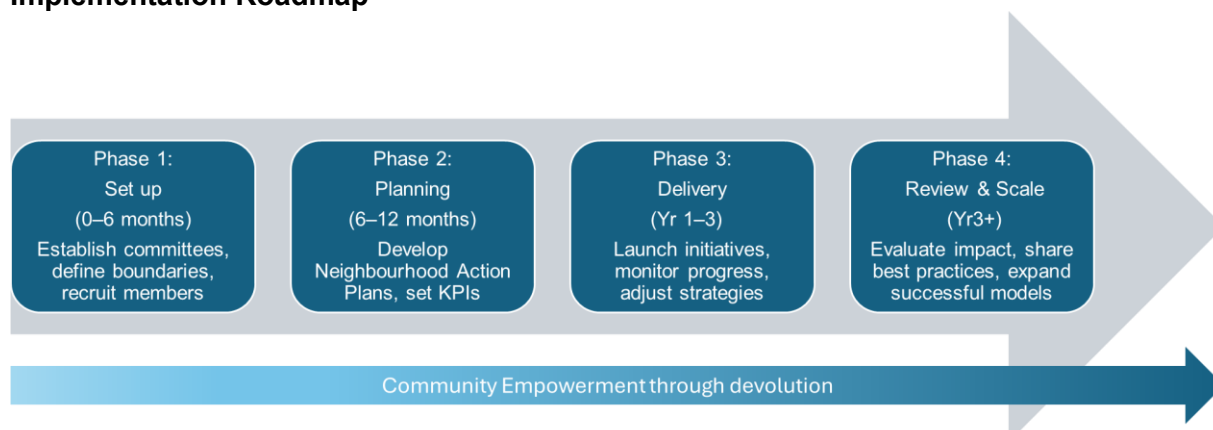 Implementation Roadmap
Phase 1:
Set up
(0–6 months)
Establish committees,
define boundaries,
recruit members
Phase 2:
Planning
(6–12 months)
Develop
Neighbourhood Action
Plans, set KPIs
Phase 3:
Delivery
(Yr 1–3)
Launch initiatives,
monitor progress,
adjust strategies
Phase 4:
Review & Scale
(Yr3+)
Evaluate impact, share
best practices, expand
successful models
Community Empowerment through devolution